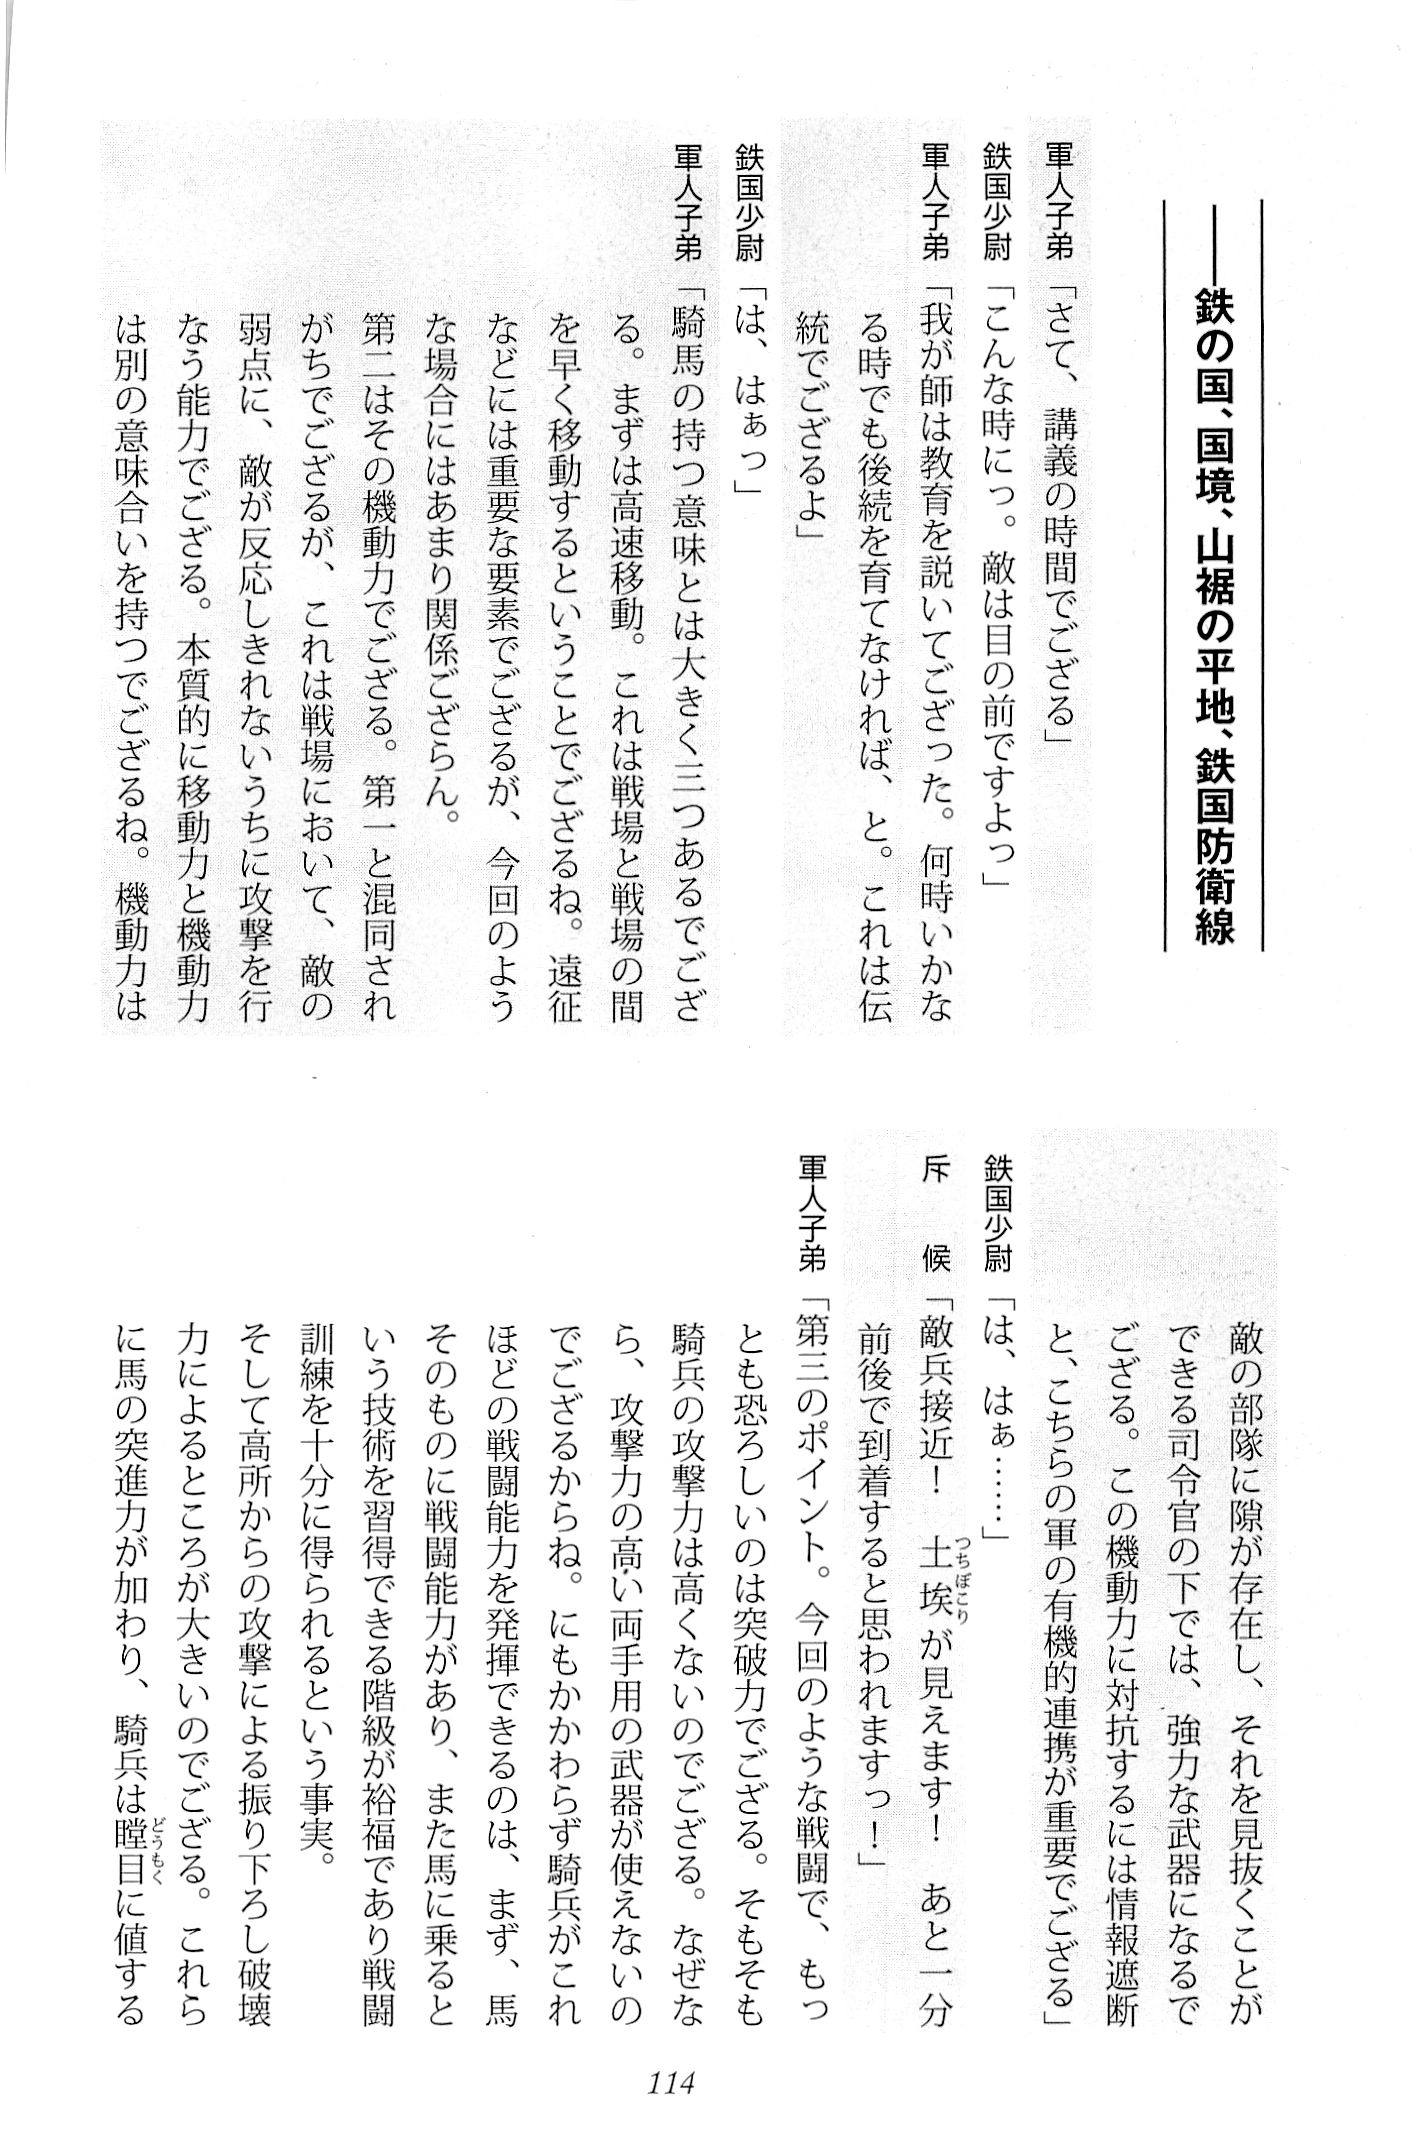 ――鉄の国、国境、山裾の平地、鉄国防衛線
軍人子弟「さて、講義の時間でござる」
鉄国少尉「こんな時にっ。敵は目の前ですよっ」
軍人子弟「我が師は教育を説いてござった。何時いかな
る時でも後続を育てなければ、と。これは伝
統でござるよ」
鉄国少尉「は、はぁっ」
軍人子弟「騎馬の持つ意味とは大きく三つあるでござ
る。まずは高速移動。これは戦場と戦場の間
を早く移動するということでござるね。遠征
などには重要な要素でござるが、今回のよう
な場合にはあまり関係ござらん。
第二はその機動力でござる。第一と混同され
がちでござるが、これは戦場において、敵の
弱点に、敵が反応しきれないうちに攻撃を行
なう能力でござる。本質的に移動力と機動力
は別の意味合いを持つでござるね。機動力は
敵の部隊に隙が存在し、それを見抜くことが
できる司令官の下では、強力な武器になるで
ござる。この機動力に対抗するには情報遮断
と、こちらの軍の有機的連携が重要でござる」
鉄国少尉「は、はぁ……」
斥　候「敵兵接近！　土埃が見えます！　あと一分
つちぼこり
前後で到着すると思われますっ！」
軍人子弟「第三のポイント。今回のような戦闘で、もっ
とも恐ろしいのは突破力でござる。そもそも
騎兵の攻撃力は高くないのでござる。なぜな
ら、攻撃力の高い両手用の武器が使えないの
でござるからね。にもかかわらず騎兵がこれ
ほどの戦闘能力を発揮できるのは、まず、馬
そのものに戦闘能力があり、また馬に乗ると
いう技術を習得できる階級が裕福であり戦闘
訓練を十分に得られるという事実。
そして高所からの攻撃による振り下ろし破壊
力によるところが大きいのでござる。これら
に馬の突進力が加わり、騎兵は瞠目に値する
どうもく
114